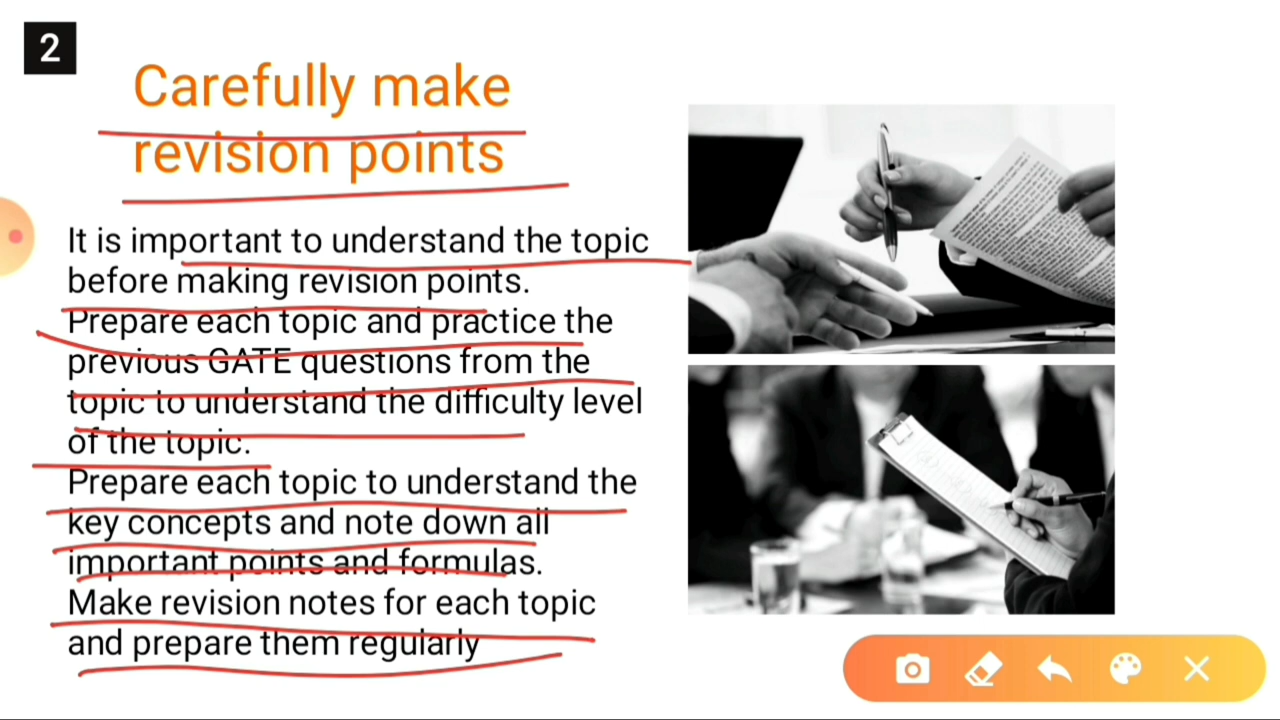 2
Carefully make
revision points
It is important to understand the topic
before making revision points.
Prepare each topic and practice the
previous GATE questions from the
topic to understand the difficulty level
of the topic.
Prepare each topic to understand the
key concepts and note down all
important points and formulas.
Make revision notes for each topic
and prepare them regularly